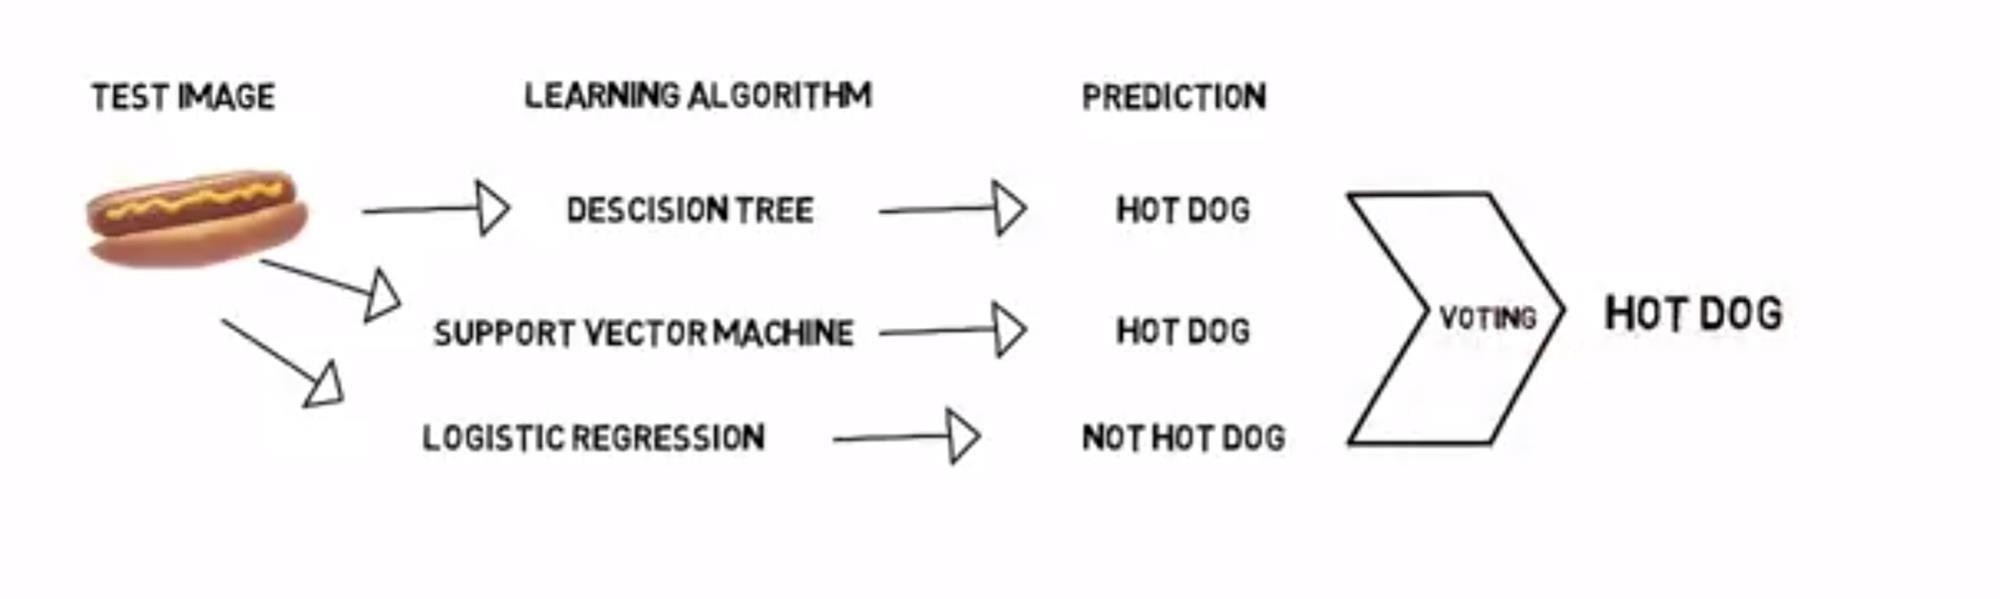 TEST IMAGE LEARNING ALGORITHM PREDICTION
DESCISION TREE HOT DOG
SUPPORT VECTOR MACHINE HOT DOG
VOTING HOT DOG
LOGISTIC REGRESSION NOT HOT DOG